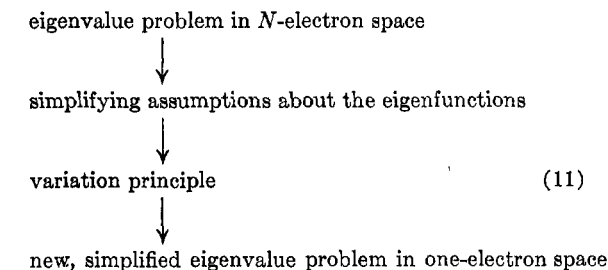 eigenvalue problem in N-electron space
simplifying assumptions about the eigenfunctions
variation principle (11)
new, simplified eigenvalue problem in one-electron space